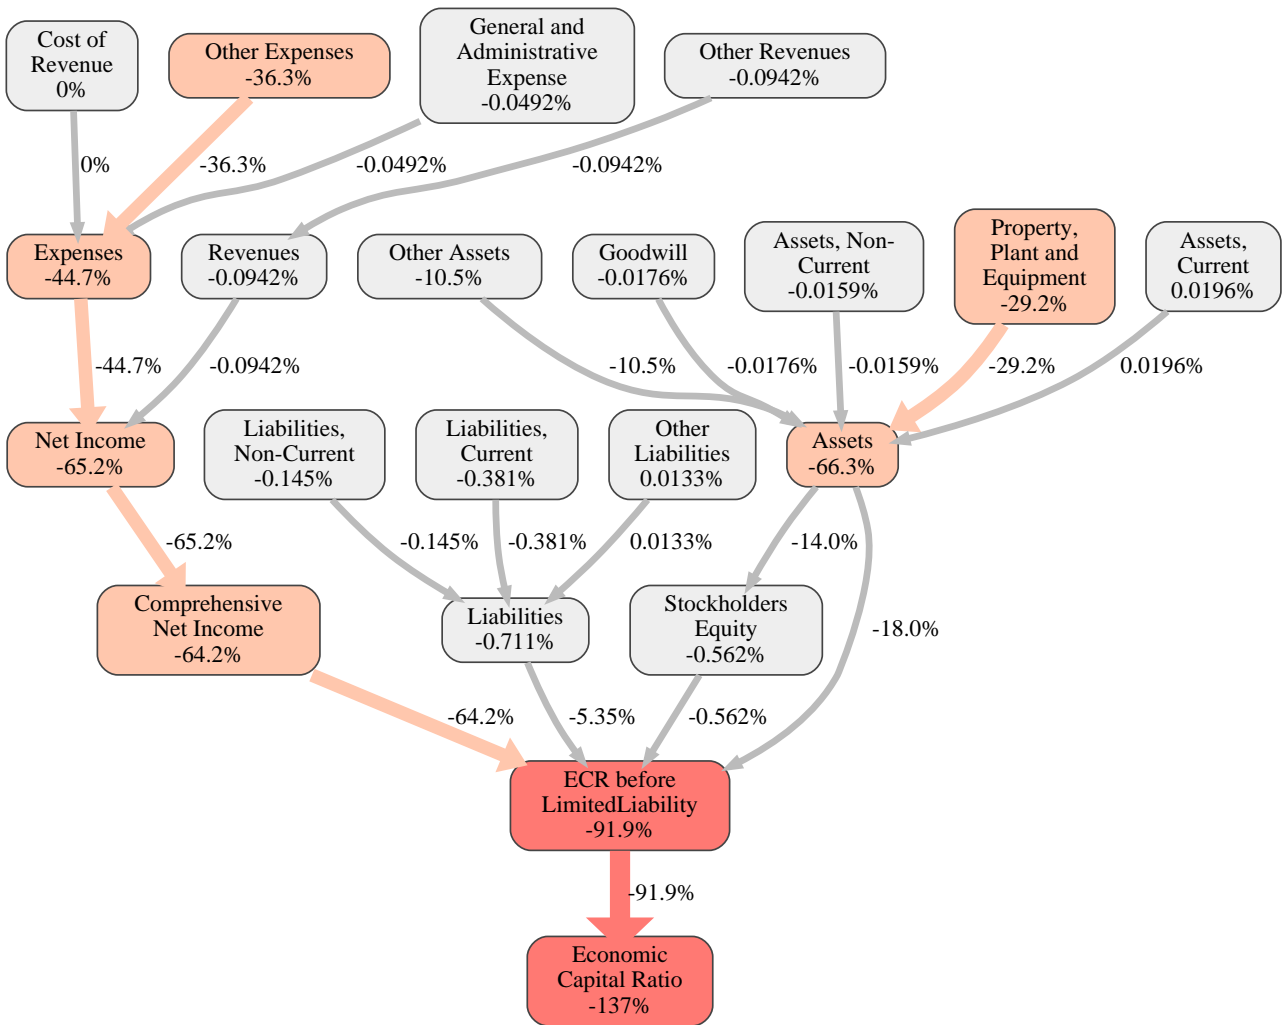 Cost of
Revenue
0%
Other Expenses
-36.3%
General and
Administrative
Expense
-0.0492%
Other Revenues
-0.0942%
0%
-36.3%
-0.0492%
-0.0942%
Expenses
-44.7%
Revenues
-0.0942%
Other Assets
-10.5%
Goodwill
-0.0176%
Assets, Non-
Current
-0.0159%
Property,
Plant and
Equipment
-29.2%
Assets,
Current
0.0196%
-44.7%
-0.0942%
-10.5%
-0.0176%
-0.0159%
-29.2%
0.0196%
Net Income
-65.2%
Liabilities,
Non-Current
-0.145%
Liabilities,
Current
-0.381%
Other
Liabilities
0.0133%
Assets
-66.3%
-65.2%
-0.145%
-0.381%
0.0133%
-14.0%
-18.0%
Comprehensive
Net Income
-64.2%
Liabilities
-0.711%
Stockholders
Equity
-0.562%
-64.2%
-5.35%
-0.562%
ECR before
LimitedLiability
-91.9%
-91.9%
Economic
Capital Ratio
-137%